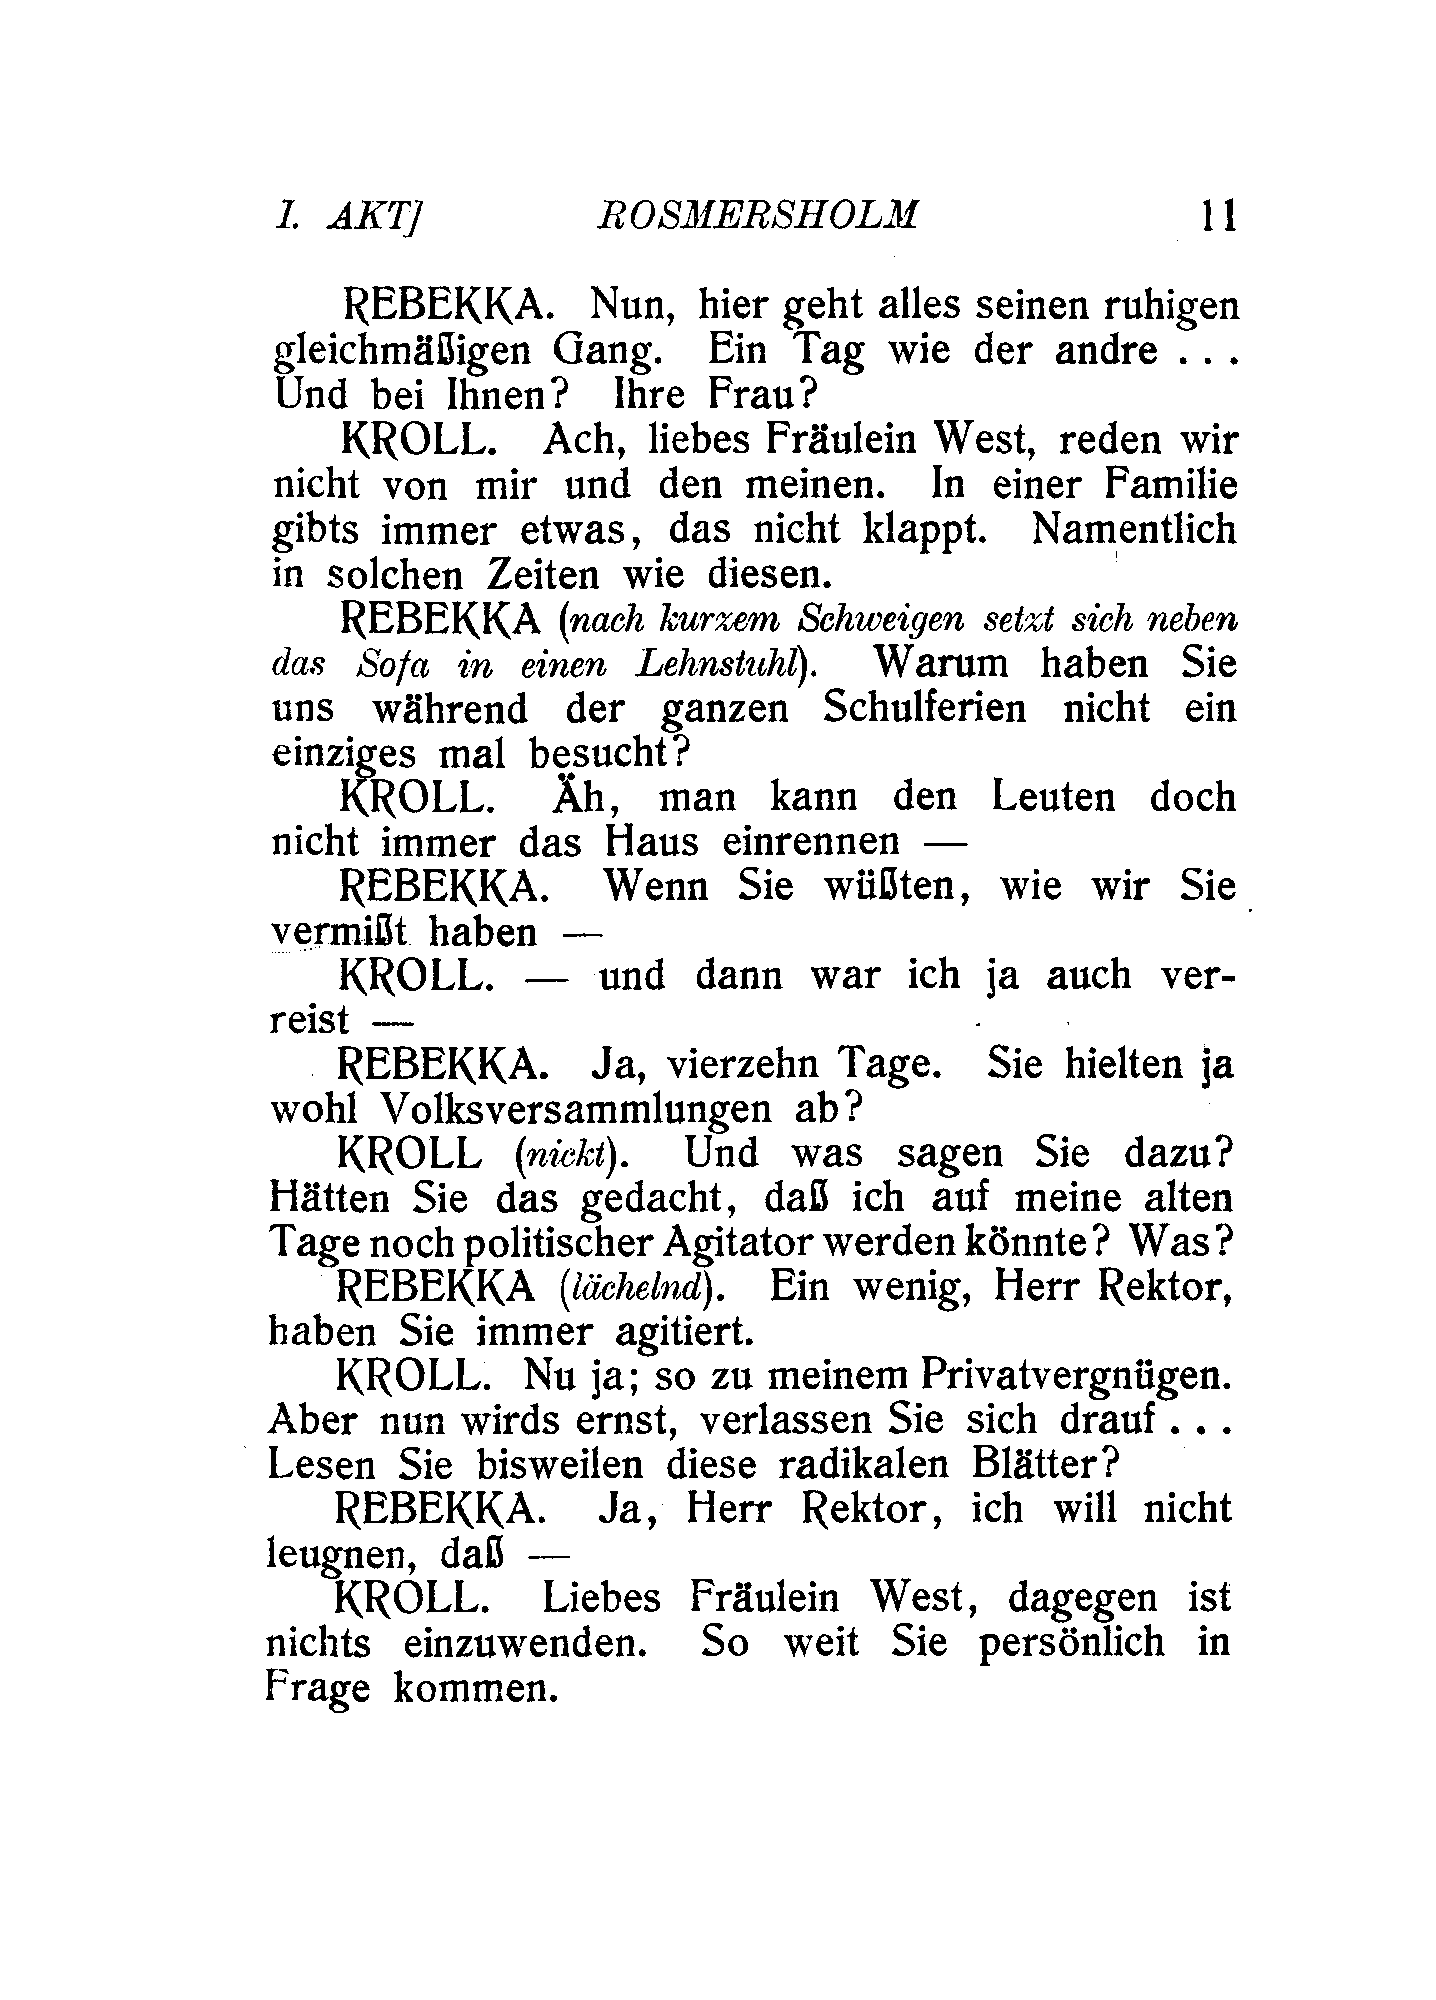 I. AKT] ROSMERSHOLM 11
REBEKKA. Nun, hier geht alles seinen ruhigen
gleichmäßigen Gang. Ein Tag wie der andre . . .
Und bei Ihnen? Ihre Frau?
KROLL. Ach, liebes Fräulein West, reden wir
nicht von mir und den meinen. In einer Familie
gibts immer etwas, das nicht klappt. Namentlich
in solchen Zeiten wie diesen.
REBEKKA (nach kurzem Schweigen setzt sich neben
das Sofa in einen Lehnstuhl). Warum haben Sie
uns während der ganzen Schulferien nicht ein
einziges mal besucht?
KROLL. Äh, man kann den Leuten doch
nicht immer das Haus einrennen —
REBEKKA. Wenn Sie wüßten, wie wir Sie
vermißt haben —
KROLL. — und dann war ich ja auch ver-
reist —
REBEKKA. Ja, vierzehn Tage. Sie hielten ja
wohl Volksversammlungen ab?
KROLL (nickt). Und was sagen Sie dazu?
Hätten Sie das gedacht, daß ich auf meine alten
Tage noch politischer Agitator werden könnte? Was?
REBEKKA (lächelnd). Ein wenig, Herr Rektor,
haben Sie immer agitiert.
KROLL. Nu ja; so zu meinem Privatvergnügen.
Aber nun wirds ernst, verlassen Sie sich drauf . . .
Lesen Sie bisweilen diese radikalen Blätter?
REBEKKA. Ja, Herr Rektor, ich will nicht
leugnen, daß —
KROLL. Liebes Fräulein West, dagegen ist
nichts einzuwenden. So weit Sie persönlich in
Frage kommen.